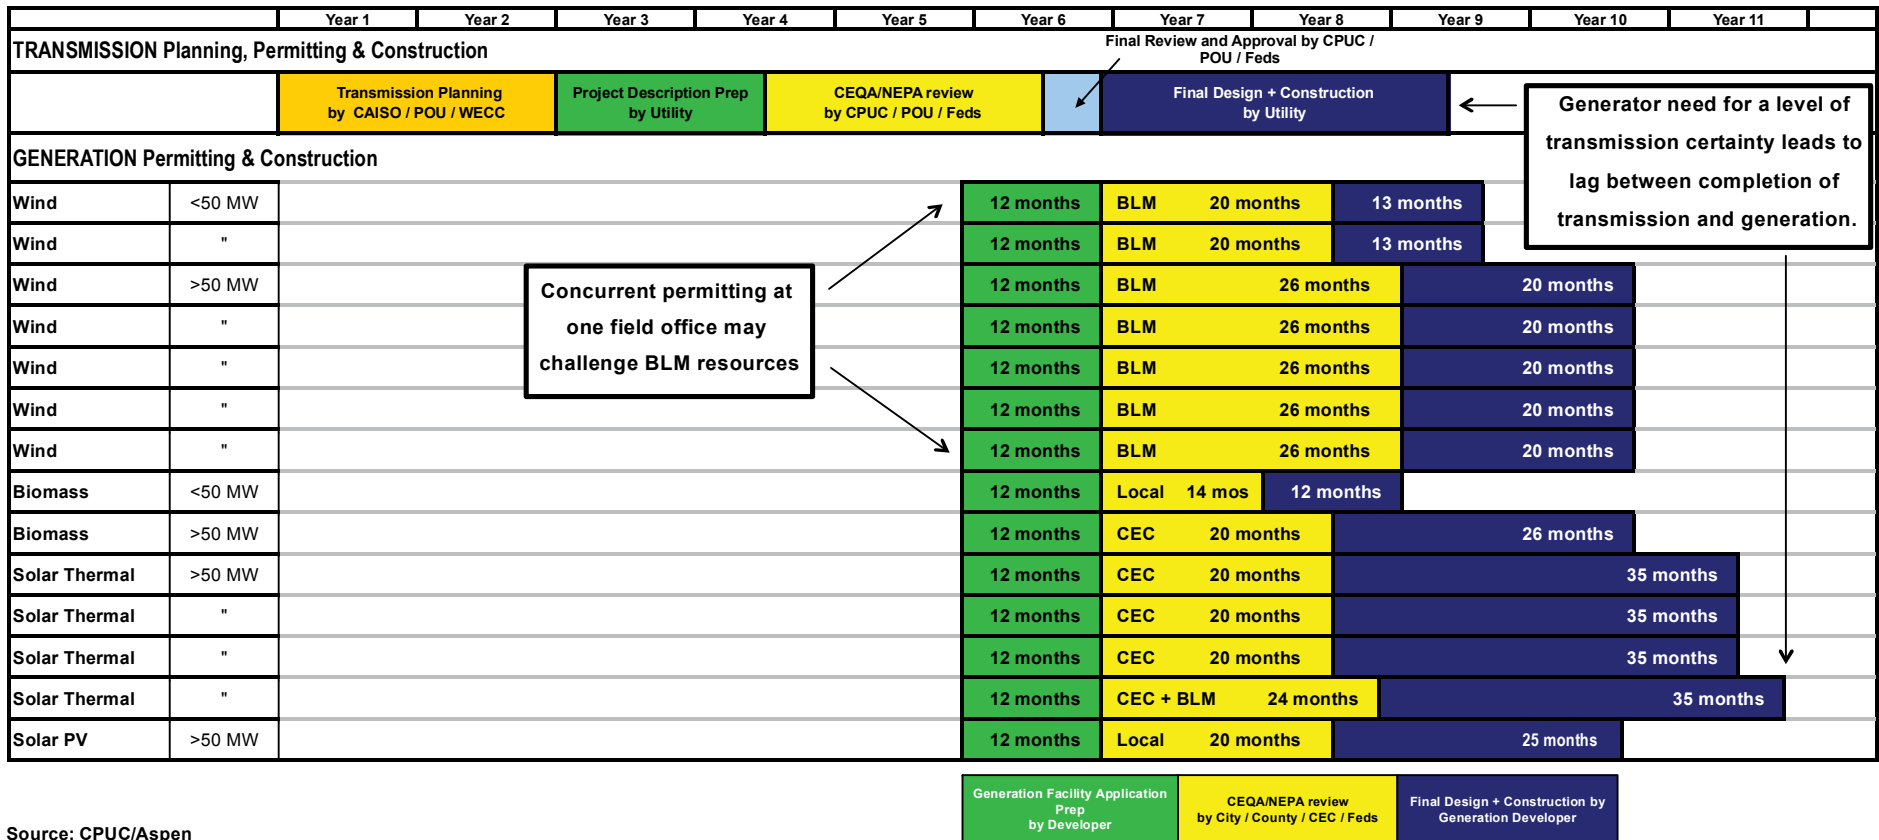 Year 1 Year 2 Year 3 Year 4 Year 5 Year 6 Year 7 Year 8 Year 9 Year 10 Year 11
TRANSMISSION Planning, Permitting & Construction
Final Review and Approval by CPUC /
POU / Feds
Transmission Planning
by CAISO / POU / WECC
Project Description Prep
by Utility
CEQA/NEPA review
by CPUC / POU / Feds
Final Design + Construction
by Utility
Generator need for a level of
transmission certainty leads to
lag between completion of
transmission and generation.
GENERATION Permitting & Construction
Wind <50 MW 12 months BLM 20 months 13 months
Wind " 12 months BLM 20 months 13 months
Wind >50 MW 12 months BLM 26 months 20 months
Concurrent permitting at
one field office may
challenge BLM resources
Wind " 12 months BLM 26 months 20 months
Wind " 12 months BLM 26 months 20 months
Wind " 12 months BLM 26 months 20 months
Wind " 12 months BLM 26 months 20 months
Biomass <50 MW 12 months Local 14 mos 12 months
Biomass >50 MW 12 months CEC 20 months 26 months
Solar Thermal >50 MW 12 months CEC 20 months 35 months
Solar Thermal " 12 months CEC 20 months 35 months
Solar Thermal " 12 months CEC 20 months 35 months
Solar Thermal " 12 months CEC + BLM 24 months 35 months
Solar PV >50 MW 12 months Local 20 months 25 months
Generation Facility Application
Prep
by Developer
CEQA/NEPA review
by City / County / CEC / Feds
Final Design + Construction by
Generation Developer
Source: CPUC/Aspen